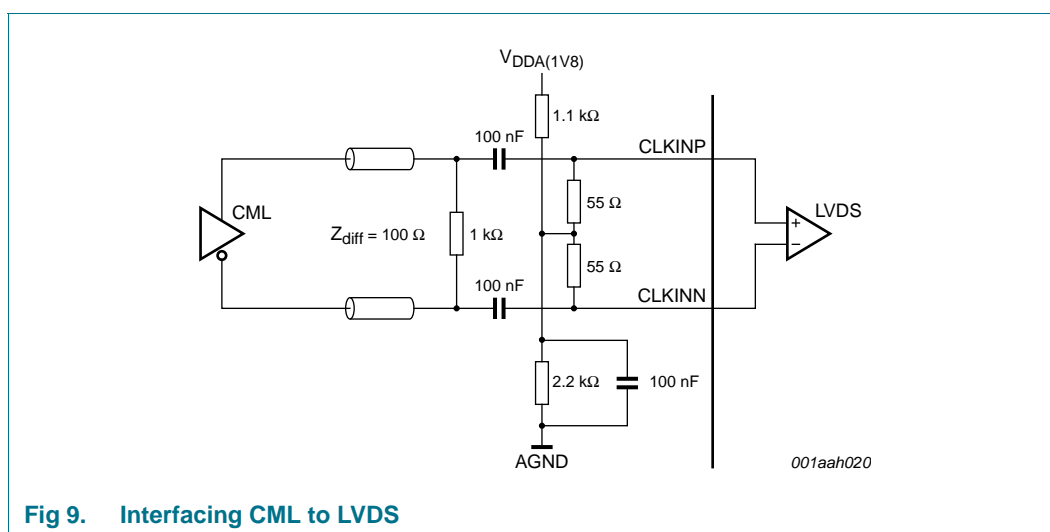 VDDA(1V8)
1.1 kΩ
100 nF
CLKINP
CML
55 Ω
LVDS
Zdiff = 100 Ω
1 kΩ
+
−
55 Ω
100 nF
CLKINN
2.2 kΩ
100 nF
AGND
001aah020
Fig 9. Interfacing CML to LVDS